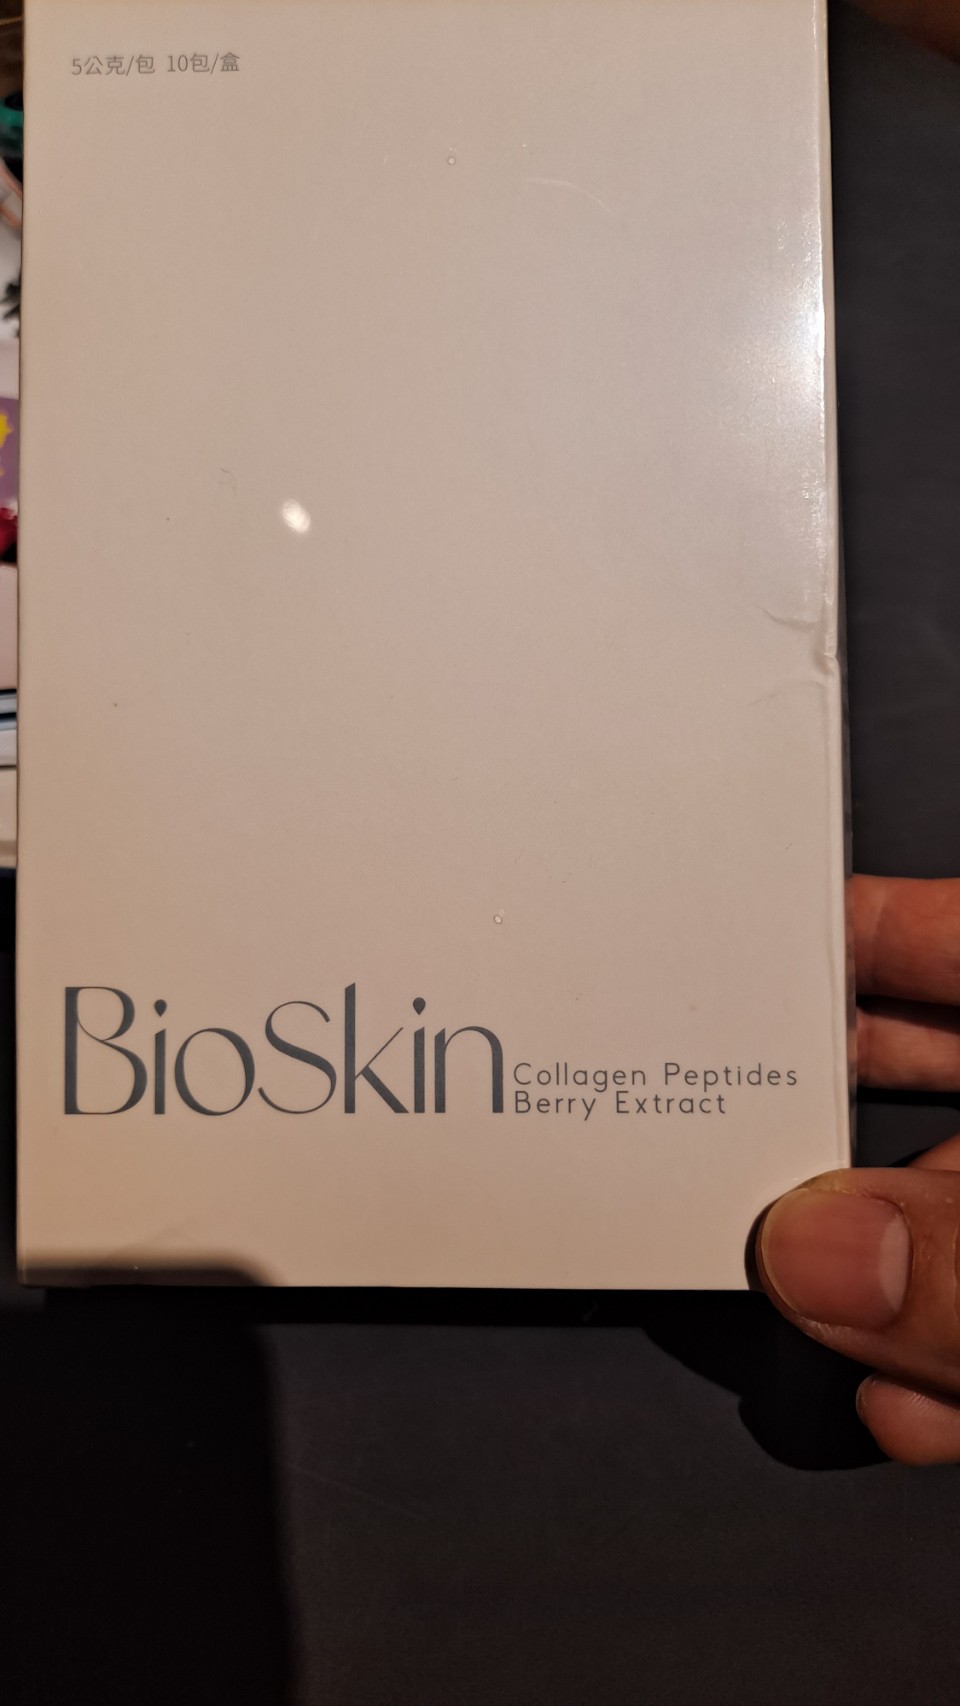 5公克/包 10包/盒
BioSkin
Collagen Peptides
Berry Extract